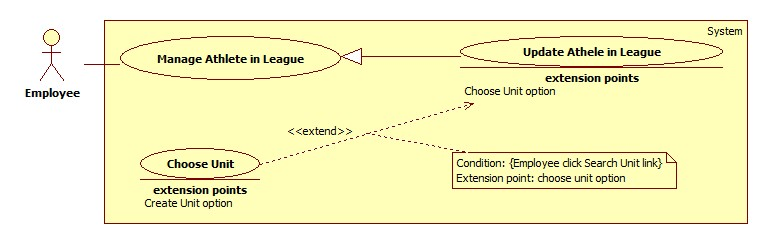 System
Manage Athlete in League
Update Athele in League
extension points
Choose Unit option
Employee
<<extend>>
Choose Unit
extension points
Create Unit option
Condition: {Employee click Search Unit link}
Extension point: choose unit option